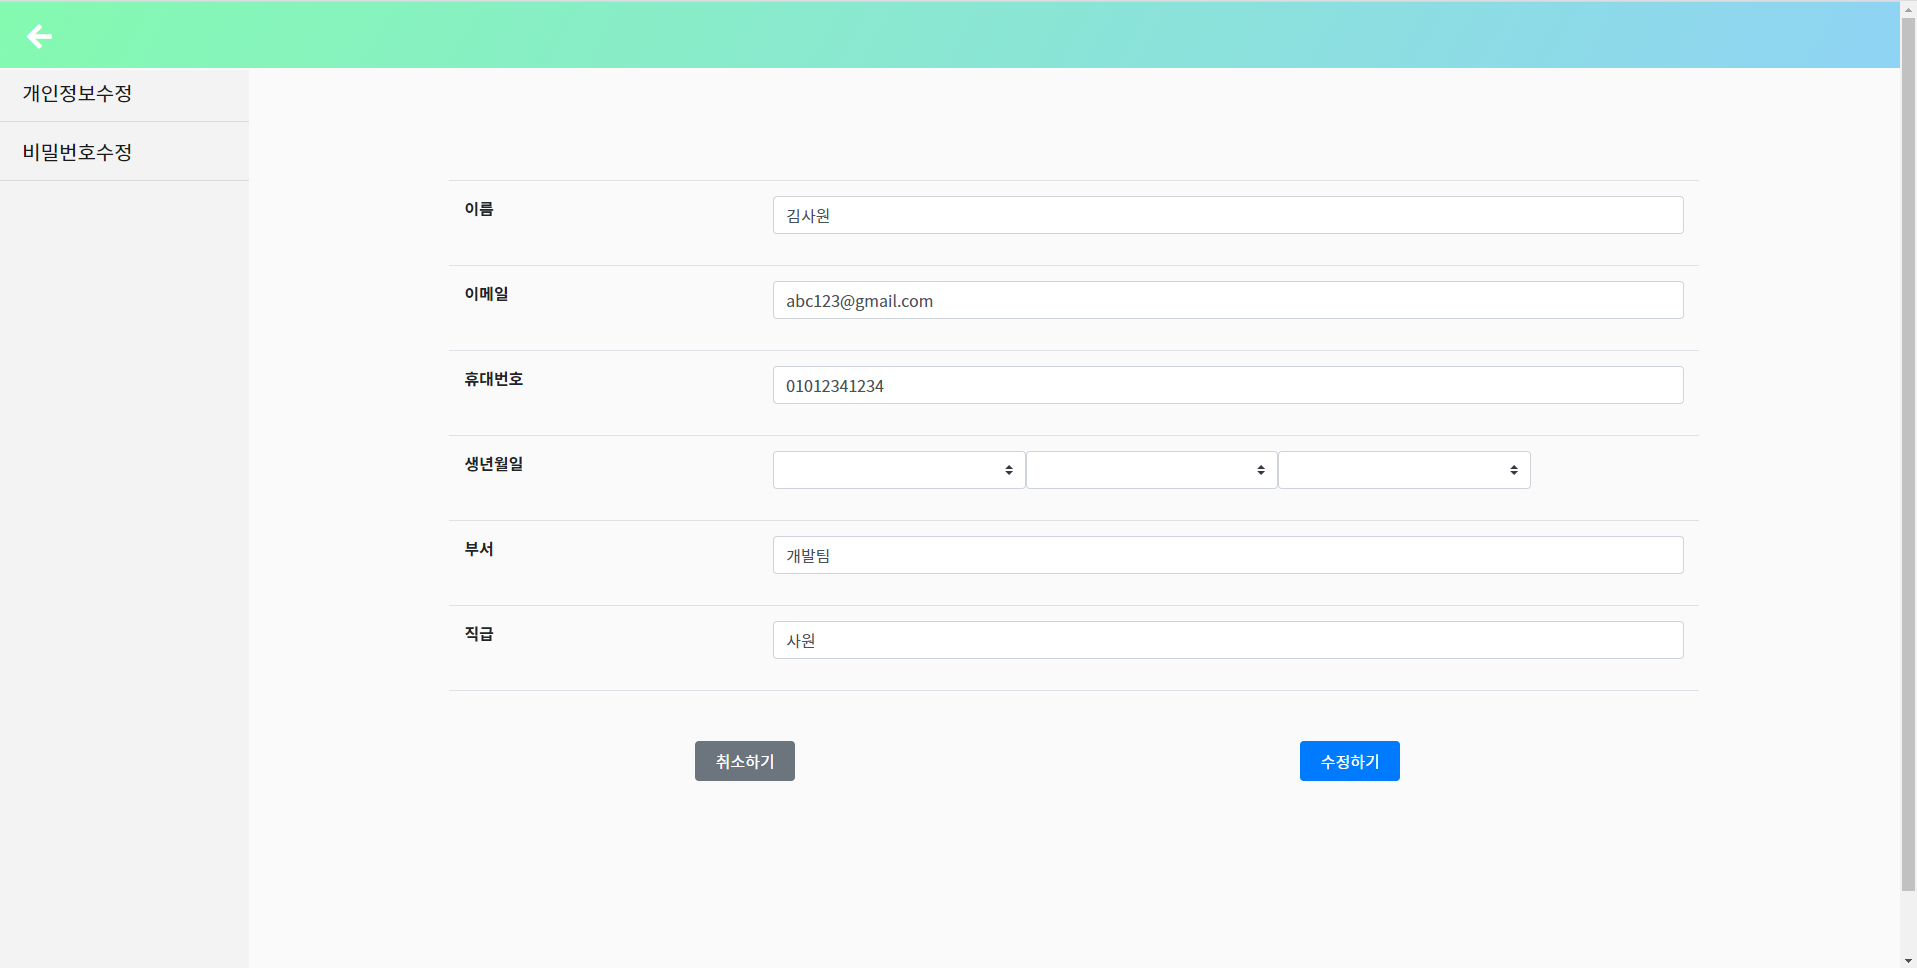 개인정보수정
비밀번호수정
이름
김사원
이메일
abc123@gmail.com
휴대번호
01012341234
생년월일
부서
개발팀
직급
사원
취소하기
수정하기